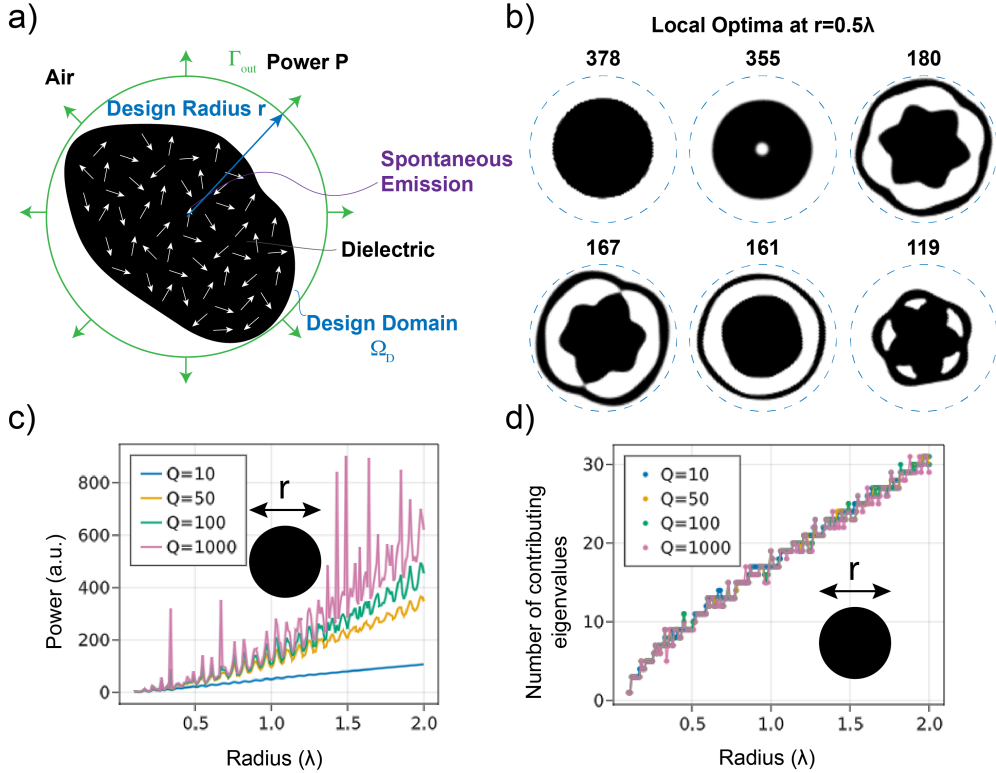 a)
Air
Γout
Power P
Design Radius r
Spontaneous
Emission
Dielectric
Design Domain
ΩD
b)
Local Optima at r=0.5λ
378
355
180
167
161
119
c)
Power (a.u.)
800
600
400
200
0
Q=10
Q=50
Q=100
Q=1000
r
0.5
1.0
1.5
2.0
Radius (λ)
d)
Number of contributing
eigenvalues
30
20
10
0
Q=10
Q=50
Q=100
Q=1000
r
0.5
1.0
1.5
2.0
Radius (λ)